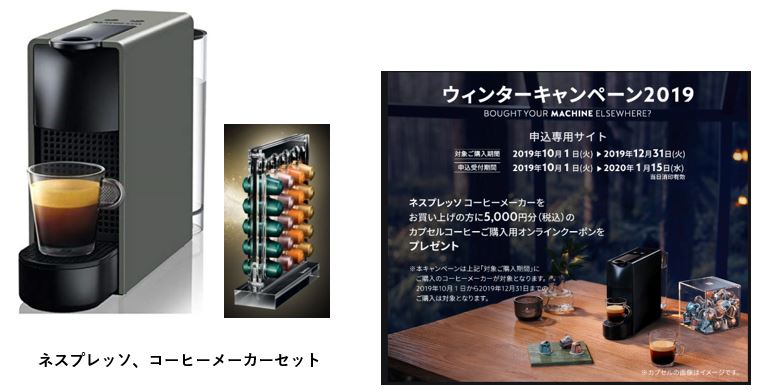 ウィンターキャンペーン2019
BOUGHT YOUR MACHINE ELSEWHERE?
申込専用サイト
対象ご購入期間 2019年10月1日(火) ▶ 2019年12月31日(火)
申込受付期間 2019年10月1日(火) ▶ 2020年1月15日(水)
当日消印有効
ネスプレッソ コーヒーメーカーを
お買い上げの方に5,000円分(税込)の
カプセルコーヒーご購入用オンラインクーポンを
プレゼント
※本キャンペーンは上記「対象ご購入期間」に
ご購入のコーヒーメーカーが対象となります。
2019年10月1日から2019年12月31日までの
ご購入は対象となります。
※カプセルの画像はイメージです。
ネスプレッソ、コーヒーメーカーセット